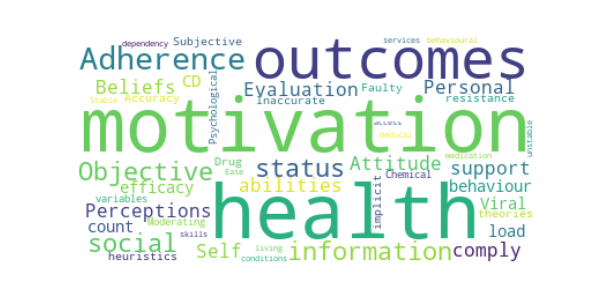 dependency Subjective services behavioural
Adherence outcomes
Beliefs CD Psychological Evaluation Faulty Personal
Stable Accuracy Inaccurate resistance
motivation access medical unstable
Objective Drug status Attitude medication support
Ease Chemical
efficacy abilities implicit behaviour
variables health Viral
Perceptions Moderating theories
count skills load
social Self living information comply
heuristics conditions